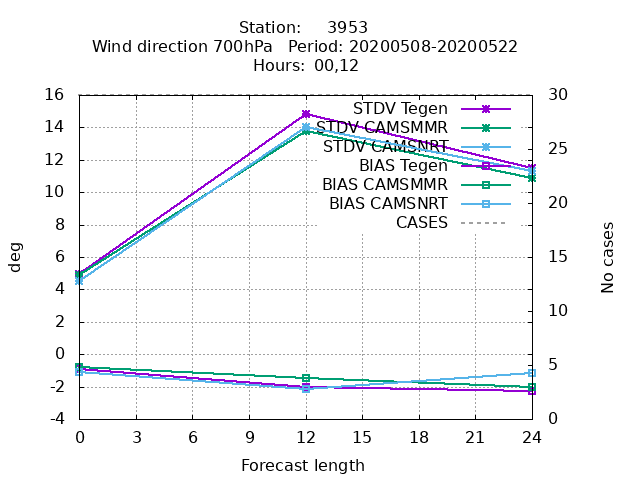 Station:     3953
Wind direction 700hPa   Period: 20200508-20200522
Hours: 00,12
16
14
12
10
8
6
4
2
0
-2
-4
deg
30
25
20
15
10
5
0
No cases
STDV Tegen
STDV CAMSMMR
STDV CAMSNRT
BIAS Tegen
BIAS CAMSMMR
BIAS CAMSNRT
CASES
0 3 6 9 12 15 18 21 24
Forecast length